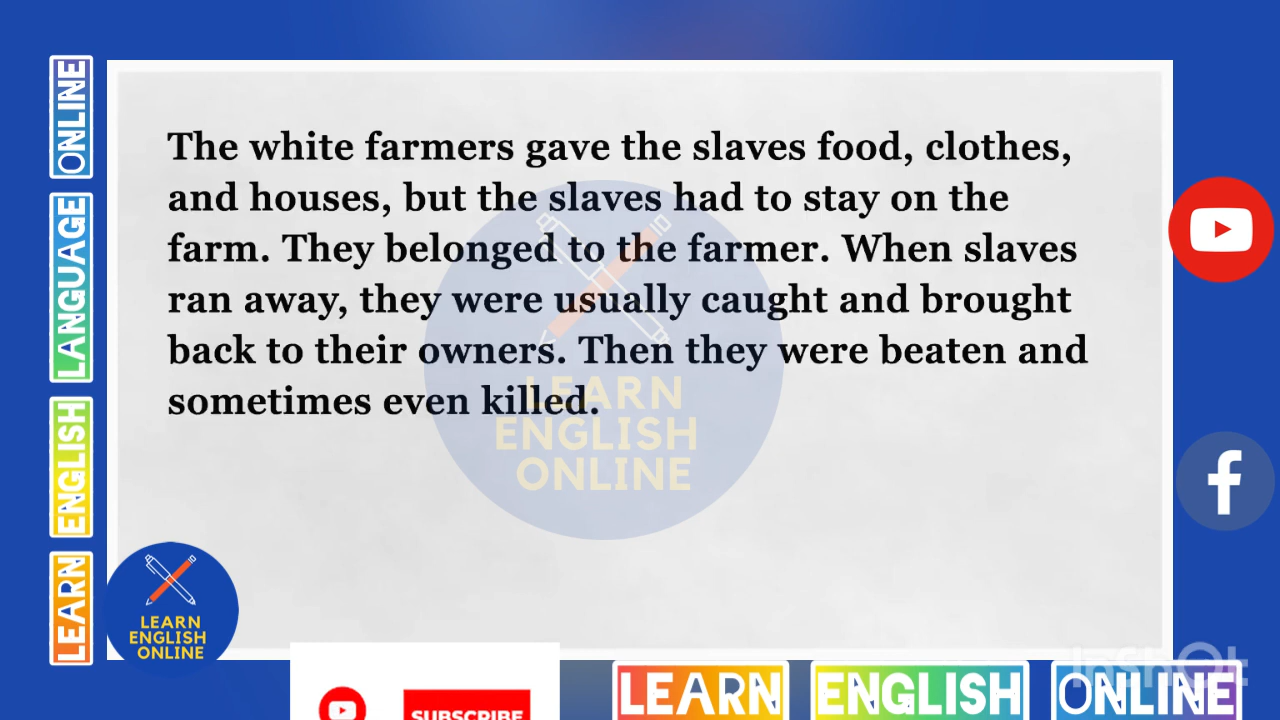 The white farmers gave the slaves food, clothes,
and houses, but the slaves had to stay on the
farm. They belonged to the farmer. When slaves
ran away, they were usually caught and brought
back to their owners. Then they were beaten and
sometimes even killed.
LEARN
ENGLISH
ONLINE
LEARN ENGLISH LANGUAGE ONLINE
LEARN
ENGLISH
ONLINE
SUBSCRIBE
LEARN ENGLISH ONLINE
InShOt
f